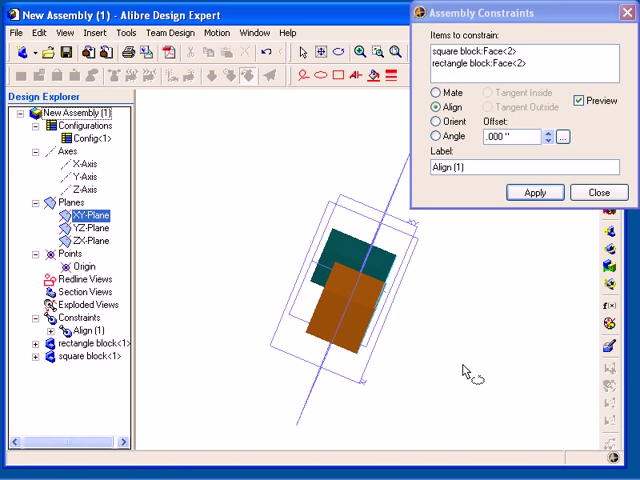 New Assembly (1) - Alibre Design Expert
File Edit View Insert Tools Team Design Motion Window Help
Design Explorer
New Assembly (1)
Configurations
Config<1>
Axes
X-Axis
Y-Axis
Z-Axis
Planes
XY-Plane
YZ-Plane
ZX-Plane
Points
Origin
Redline Views
Section Views
Exploded Views
Constraints
Align (1)
rectangle block<1>
square block<1>
Assembly Constraints
Items to constrain:
square block:Face<2>
rectangle block:Face<2>
Mate
Tangent Inside
Align
Tangent Outside
Preview
Orient
Offset:
Angle
.000 "
...
Label:
Align (1)
Apply
Close
XY
f(x)